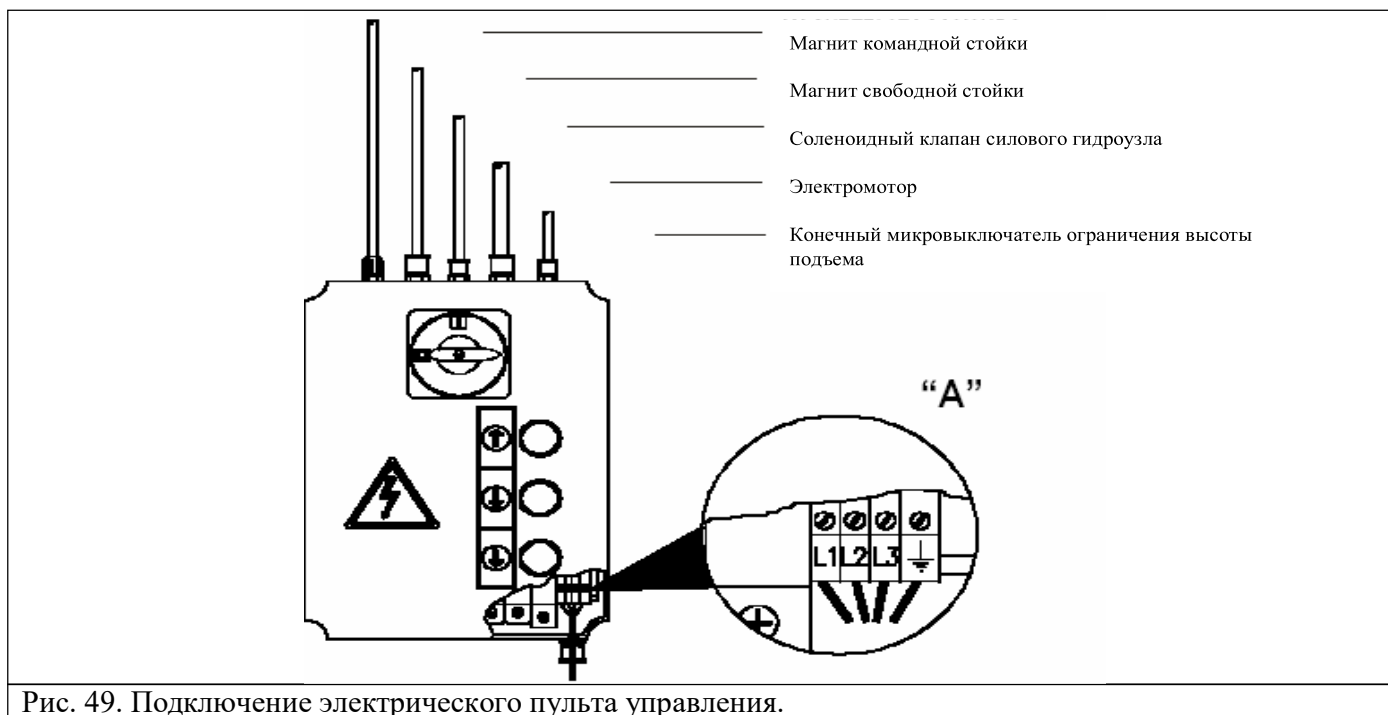 Магнит командной стойки
Магнит свободной стойки
Соленоидный клапан силового гидроузла
Электромотор
Конечный микровыключатель ограничения высоты
подъема
“A”
L1 L2 L3
Рис. 49. Подключение электрического пульта управления.